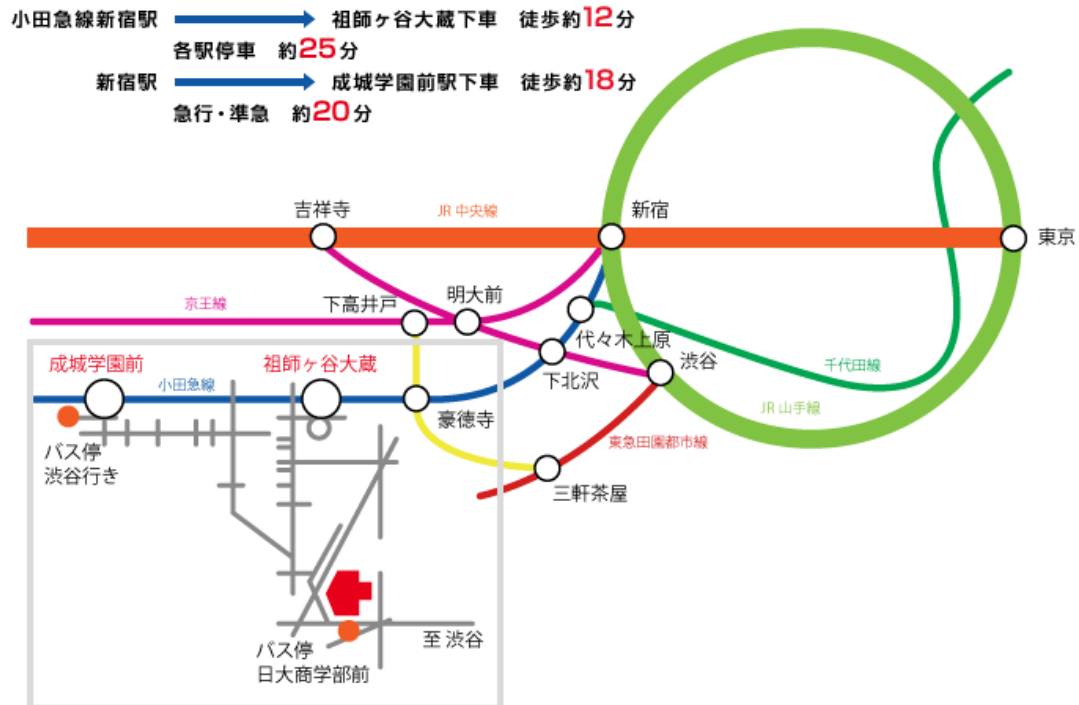 小田急線新宿駅 祖師ヶ谷大蔵下車 徒歩約12分
各駅停車 約25分
新宿駅 成城学園前駅下車 徒歩約18分
急行・準急 約20分
吉祥寺
JR 中央線
新宿
東京
京王線
下高井戸
明大前
代々木上原
下北沢
渋谷
千代田線
成城学園前
小田急線
祖師ヶ谷大蔵
豪徳寺
JR 山手線
東急田園都市線
バス停
渋谷行き
三軒茶屋
バス停
日大商学部前
至 渋谷